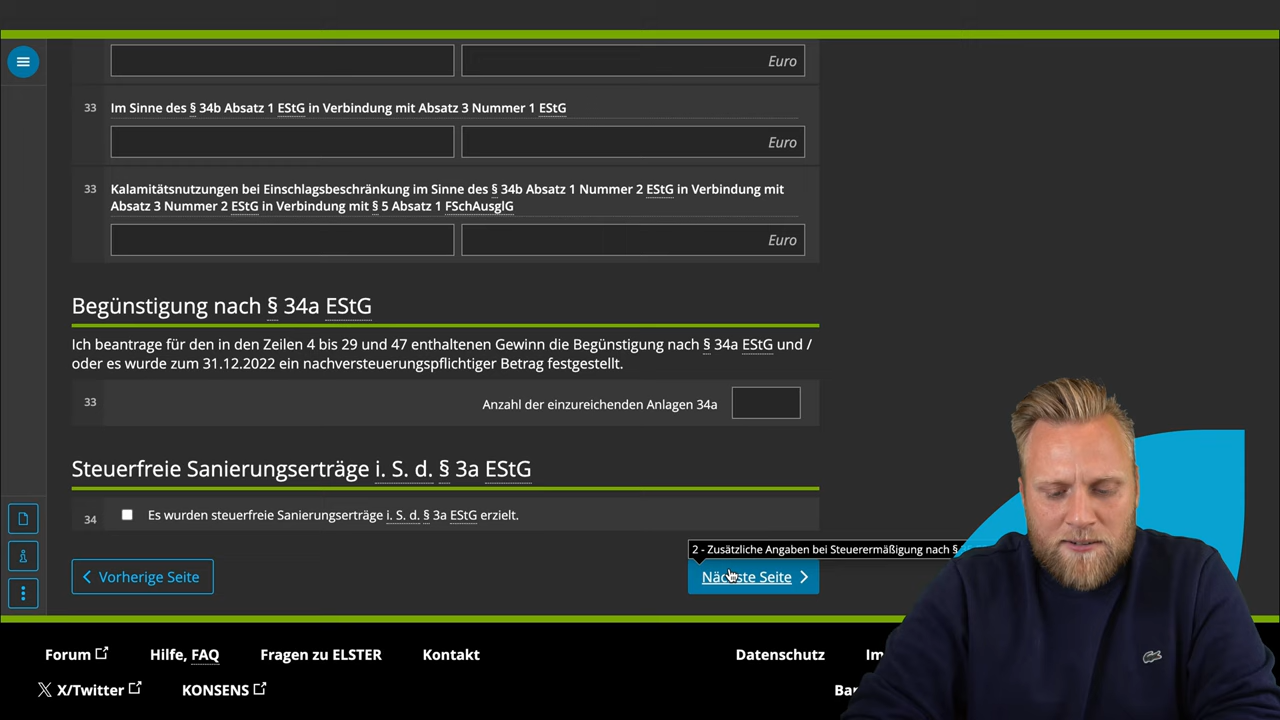 Euro
33 Im Sinne des § 34b Absatz 1 EStG in Verbindung mit Absatz 3 Nummer 1 EStG
Euro
33 Kalamitätsnutzungen bei Einschlagsbeschränkung im Sinne des § 34b Absatz 1 Nummer 2 EStG in Verbindung mit
Absatz 3 Nummer 2 EStG in Verbindung mit § 5 Absatz 1 FSchAusglG
Euro
Begünstigung nach § 34a EStG
Ich beantrage für den in den Zeilen 4 bis 29 und 47 enthaltenen Gewinn die Begünstigung nach § 34a EStG und /
oder es wurde zum 31.12.2022 ein nachversteuerungspflichtiger Betrag festgestellt.
33 Anzahl der einzureichenden Anlagen 34a
Steuerfreie Sanierungserträge i. S. d. § 3a EStG
34 Es wurden steuerfreie Sanierungserträge i. S. d. § 3a EStG erzielt.
2 - Zusätzliche Angaben bei Steuerermäßigung nach §
Vorherige Seite
Nächste Seite
Forum Hilfe, FAQ Fragen zu ELSTER Kontakt Datenschutz Im
X/Twitter KONSENS Bar